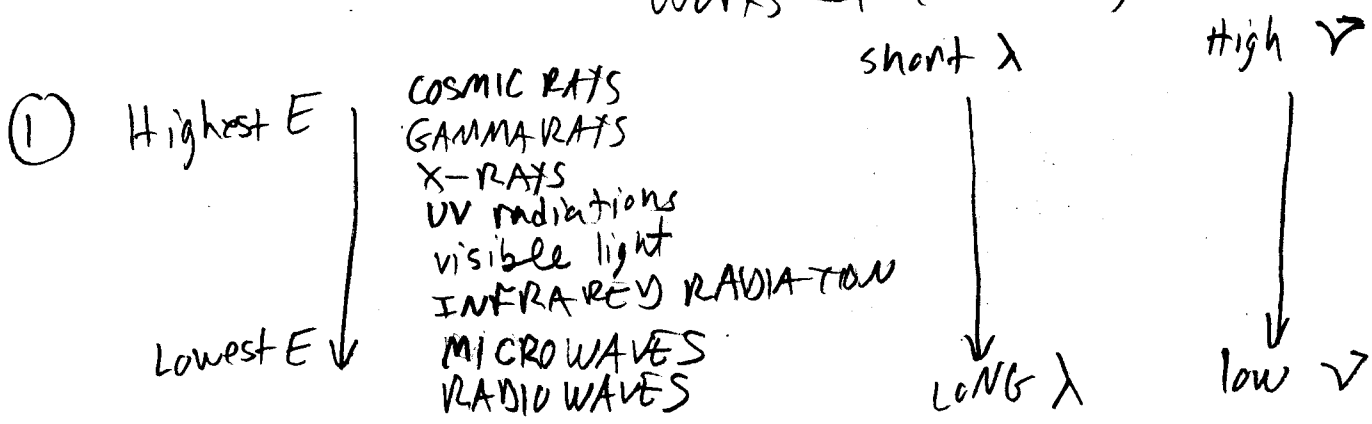 short λ
High ν
① Highest E
COSMIC RAYS
GAMMA RAYS
X-RAYS
UV radiations
visible light
INFRARED RADIATION
Lowest E
MICROWAVES
RADIO WAVES
LONG λ
low ν